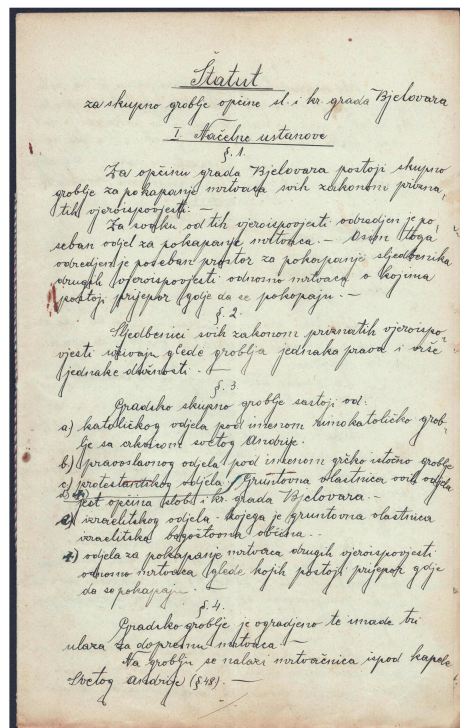 Štatut
za skupno groblje općine sl. i kr. grada Bjelovara
I. Načelne ustanove
§. 1.
Za općinu grada Bjelovara postoji skupno
groblje za pokapanje mrtvaca svih zakonom prizna,
tih vjeroispovjesti. —
Za svaku od tih vjeroispovjesti odredjen je po,
seban odjel za pokapanje mrtvaca. — Osim toga
odredjen je poseban prostor za pokapanje sljedbenika
drugih vjeroispovjesti odnosno mrtvaca o kojima
postoji prijepor gdje da se pokopaju. —
§. 2.
Sljedbenici svih zakonom priznatih vjeroispo,
vjesti uživaju glede groblja jednaka prava i vrše
jednake dužnosti. —
§. 3.
Gradsko skupno groblje sastoji od:
a) katoličkog odjela pod imenom rimokatoličko grob,
lje sa crkvicom svetog Andrije.
b) pravoslavnog odjela pod imenom grčko istočno groblje
c) protestantskog odjela. Gruntovna vlastnica ovih odjela
jest općina slob. i kr. grada Bjelovara. —
d) izraelitskog odjela, kojega je gruntovna vlastnica
izraelitska bogoštovna općina. —
e) odjela za pokapanje mrtvaca drugih vjeroispovjesti
odnosno mrtvaca glede kojih postoji prijepor gdje
da se pokapaju. —
§. 4.
Gradsko groblje je ogradjeno te imade tri
ulaza za dopremu mrtvaca. —
Na groblju se nalazi mrtvačnica ispod kapele
Svetog Andrije (§ 48). —